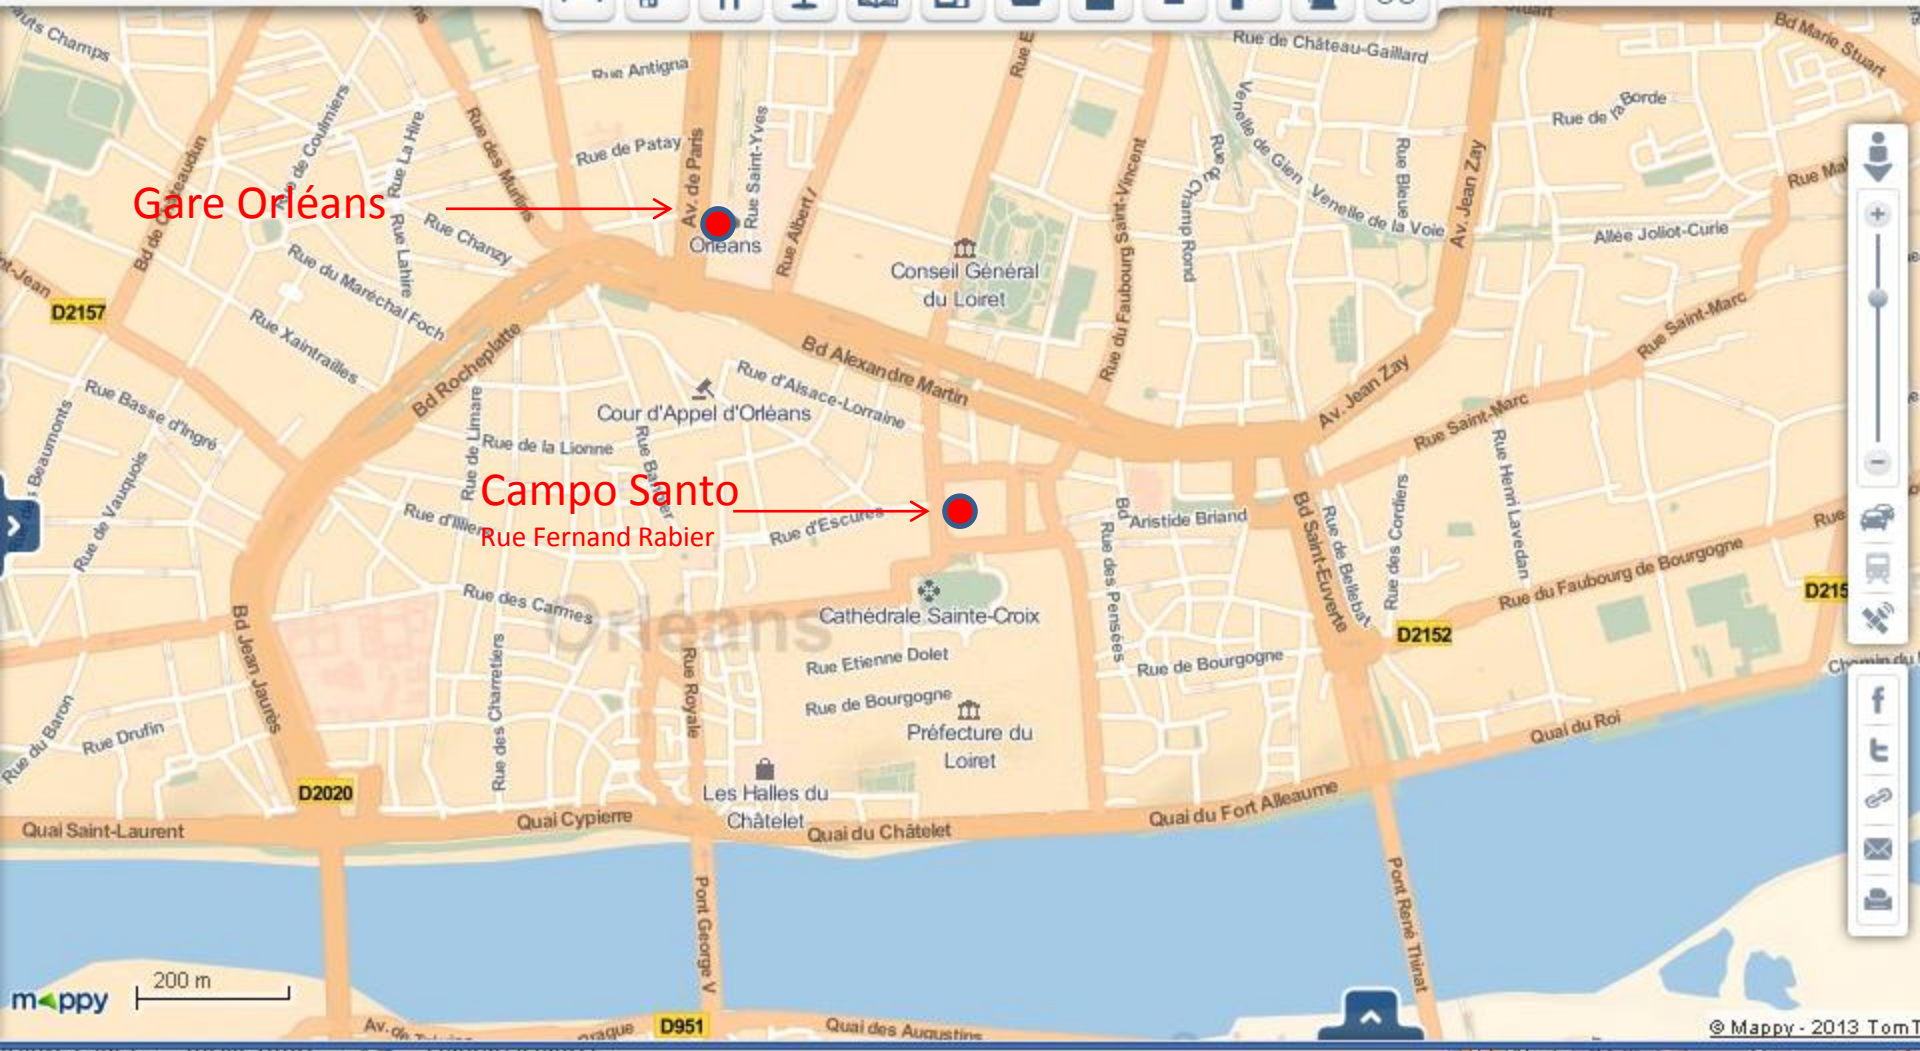 Rue de Château-Gaillard
Bd Marie Stuart
Champs
Rue Antigna
Rue de Coulmiers
Rue La Hire
Rue des Murlins
Rue de Patay
Av. de Paris
Rue Saint-Yves
Venelle de Gien
Rue de la Borde
Rue du Faubourg Saint-Vincent
Rue du Champ Rond
Rue Bleue
Av. Jean Zay
Bd de Châteaudun
Gare Orléans
Rue Lahire
Rue Chanzy
Orléans
Rue Albert I
Conseil Général
du Loiret
Venelle de la Voie
Allée Joliot-Curie
D2157
Rue du Maréchal Foch
Rue Xaintrailles
Bd Rocheplatte
Bd Alexandre Martin
Rue Saint-Marc
Av. Jean Zay
Rue Basse d'Ingré
Rue d'Alsace-Lorraine
Cour d'Appel d'Orléans
Rue de Limare
Rue de la Lionne
Rue Saint-Marc
Beaumonts
Rue de Vauquois
Campo Santo
Rue Fernand Rabier
Rue d'Escures
Bd Aristide Briand
Rue des Pensées
Bd Saint-Euverte
Rue de Bellebat
Rue des Cordiers
Rue Henri Lavedan
Rue
Rue du Faubourg de Bourgogne
D215
D2152
Rue des Carmes
Orléans
Cathédrale Sainte-Croix
Bd Jean Jaurès
Rue des Charretiers
Rue Royale
Rue Etienne Dolet
Rue de Bourgogne
Rue de Bourgogne
Préfecture du
Loiret
Rue du Baron
Rue Drufin
Quai du Roi
D2020
Les Halles du
Châtelet
Quai Saint-Laurent
Quai Cypierre
Quai du Châtelet
Quai du Fort Alleaume
Pont George V
Pont René Thinat
200 m
mappy
D951
Quai des Augustins
© Mappy - 2013 TomT